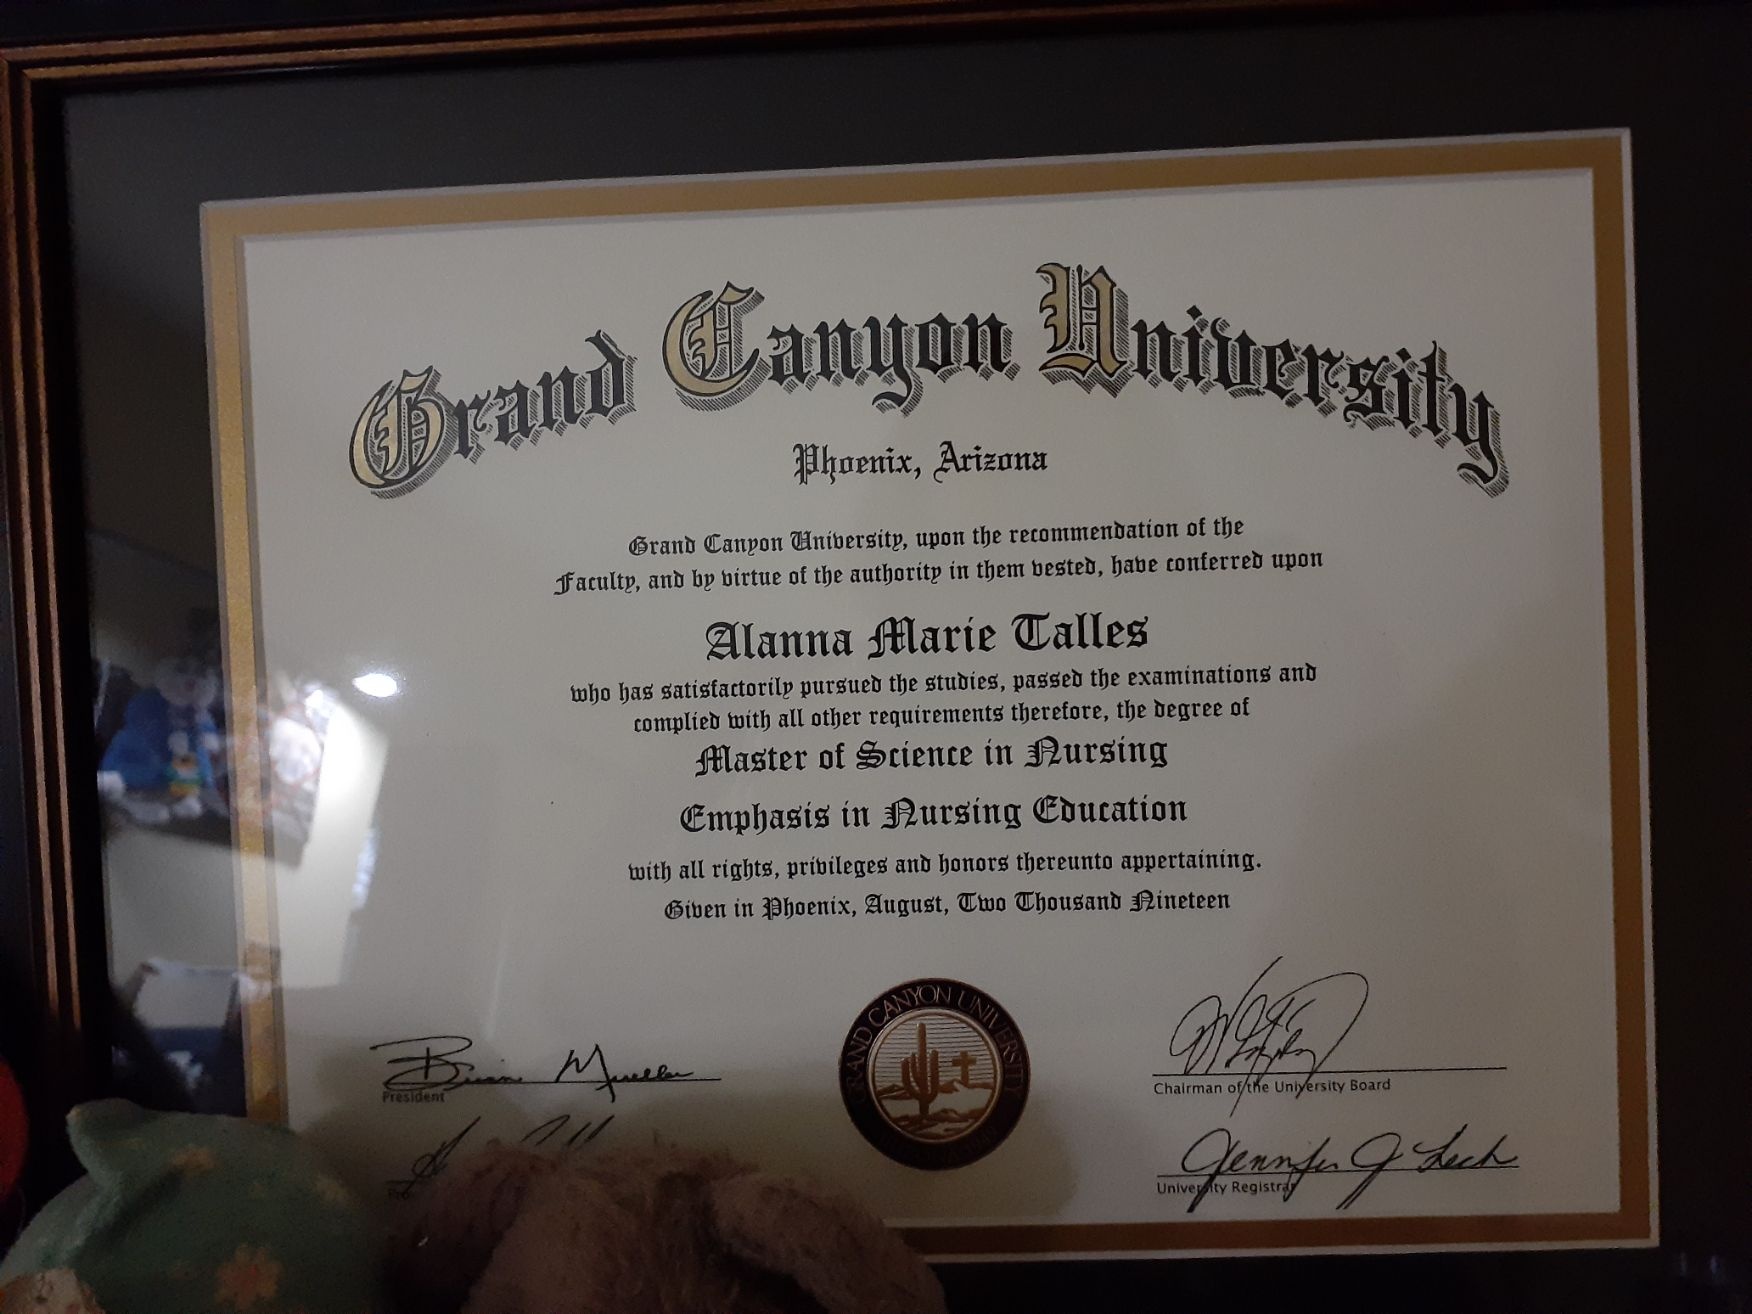 Grand Canyon University
Phoenix, Arizona
Grand Canyon University, upon the recommendation of the
Faculty, and by virtue of the authority in them vested, have conferred upon
Alanna Marie Talles
who has satisfactorily pursued the studies, passed the examinations and
complied with all other requirements therefore, the degree of
Master of Science in Nursing
Emphasis in Nursing Education
with all rights, privileges and honors thereunto appertaining.
Given in Phoenix, August, Two Thousand Nineteen
Brian Mueller
President
GRAND CANYON UNIVERSITY
Chairman of the University Board
Jennifer J Lech
University Registrar